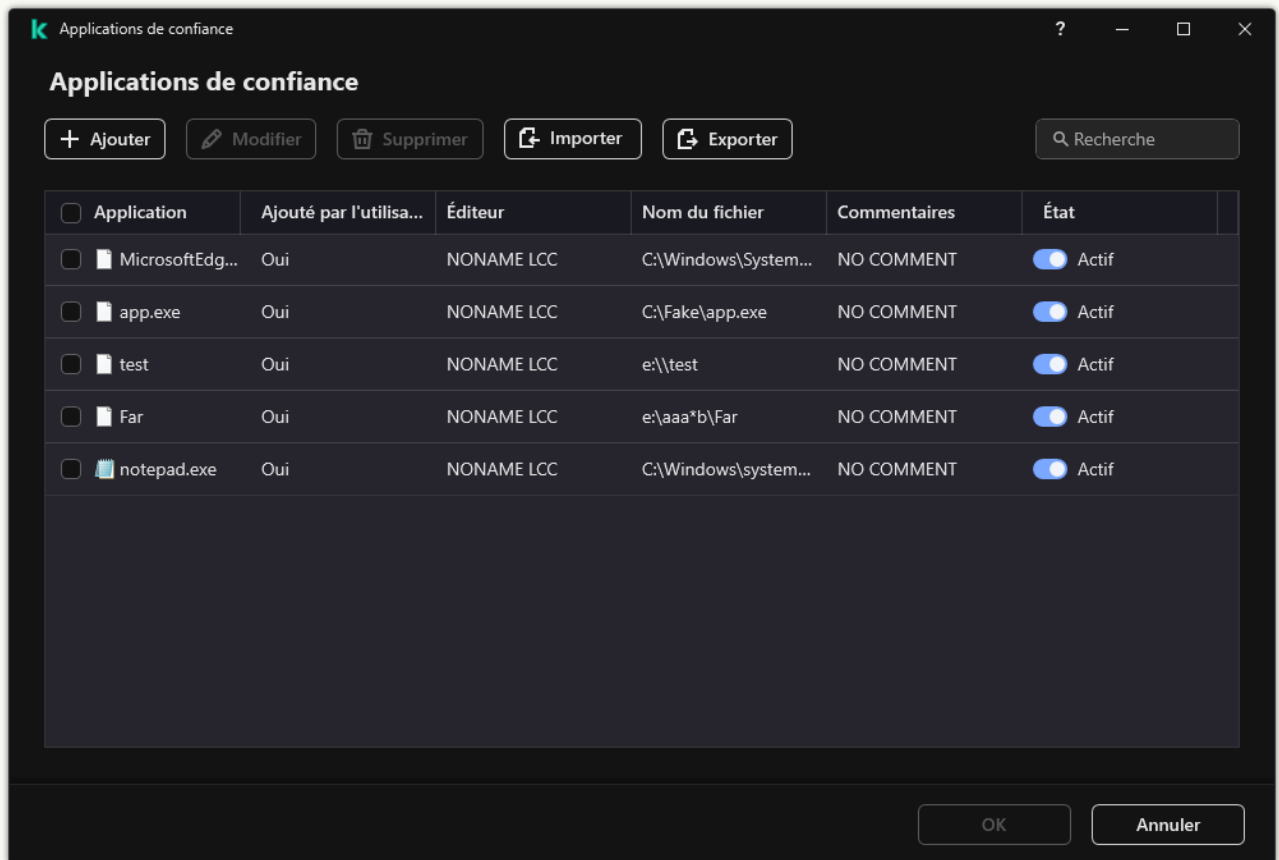 Applications de confiance ?
Applications de confiance
Ajouter Modifier Supprimer Importer Exporter Recherche
Application Ajouté par l'utilisa... Éditeur Nom du fichier Commentaires État
MicrosoftEdg... Oui NONAME LCC C:\Windows\System... NO COMMENT Actif
app.exe Oui NONAME LCC C:\Fake\app.exe NO COMMENT Actif
test Oui NONAME LCC e:\\test NO COMMENT Actif
Far Oui NONAME LCC e:\aaa*b\Far NO COMMENT Actif
notepad.exe Oui NONAME LCC C:\Windows\system... NO COMMENT Actif
OK Annuler